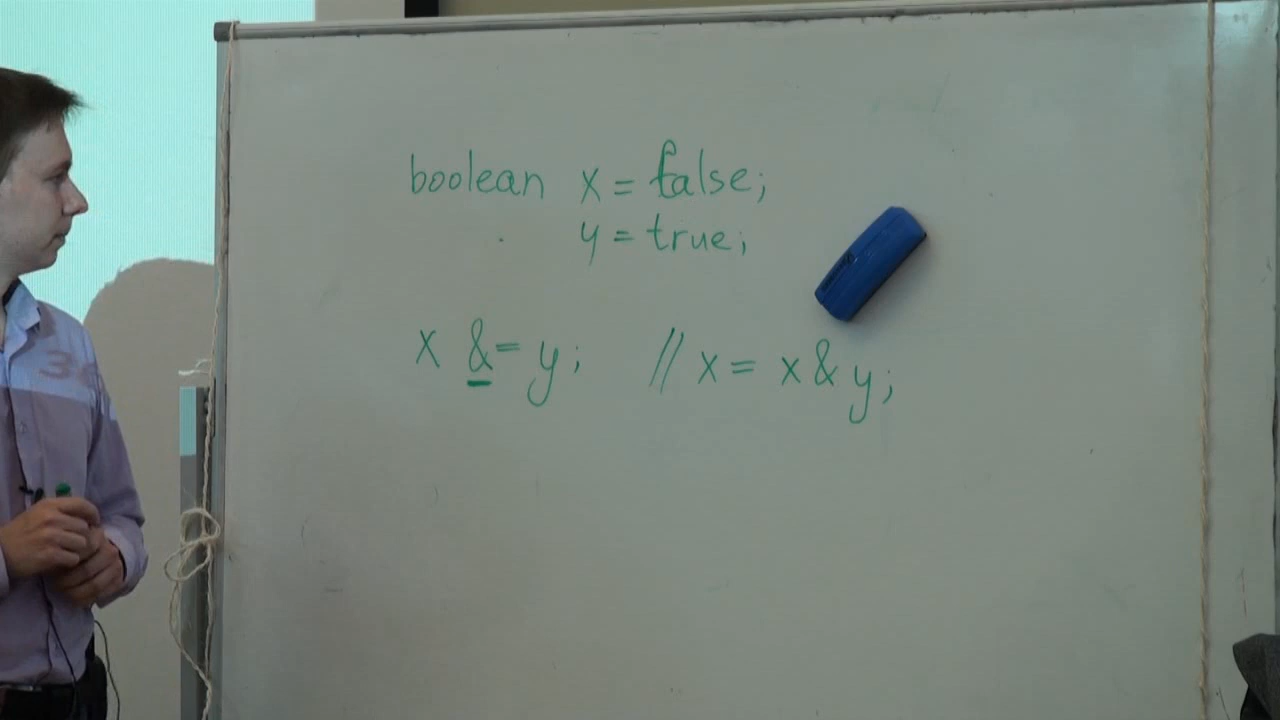 boolean x = false;
y = true;
x &= y; // x = x & y;